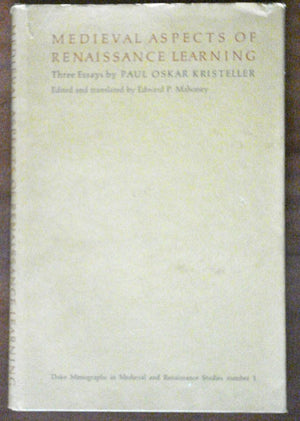 MEDIEVAL ASPECTS OF
RENAISSANCE LEARNING
Three Essays by PAUL OSKAR KRISTELLER
Edited and translated by Edward P. Mahoney
Duke Monographs in Medieval and Renaissance Studies number 1